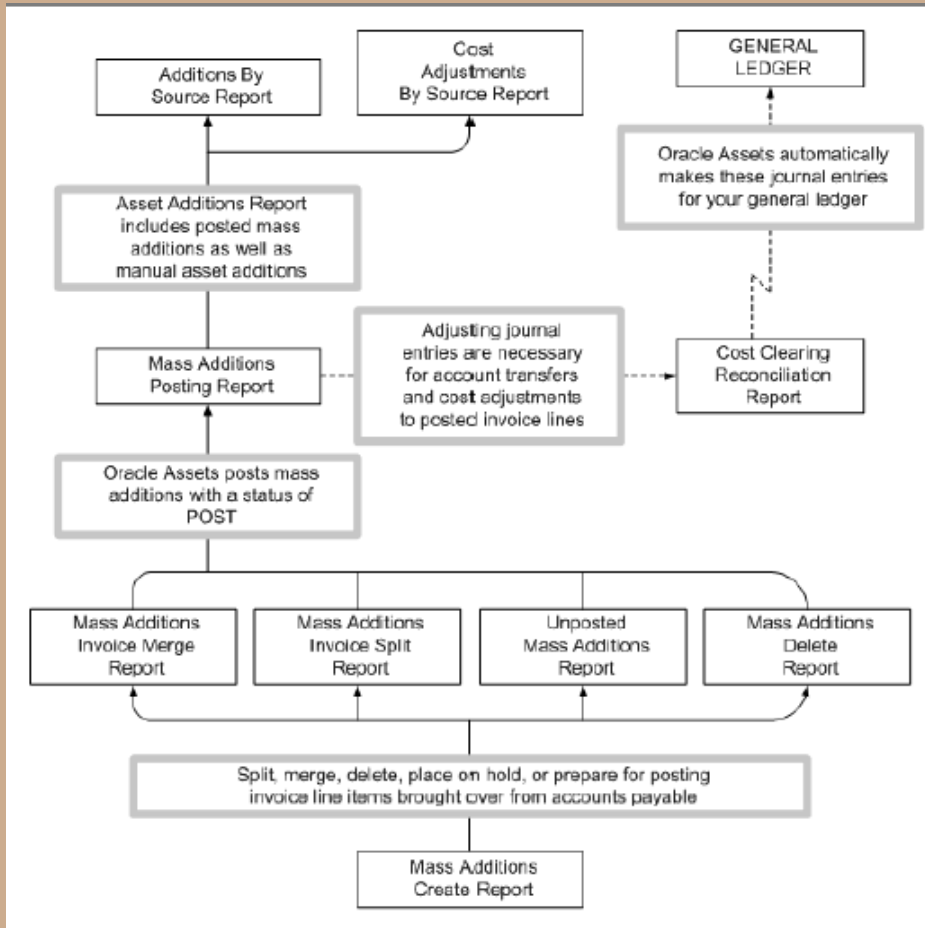 Additions By
Source Report
Cost
Adjustments
By Source Report
GENERAL
LEDGER
Oracle Assets automatically
makes these journal entries
for your general ledger
Asset Additions Report
includes posted mass
additions as well as
manual asset additions
Mass Additions
Posting Report
Adjusting journal
entries are necessary
for account transfers
and cost adjustments
to posted invoice lines
Cost Clearing
Reconciliation
Report
Oracle Assets posts mass
additions with a status of
POST
Mass Additions
Invoice Merge
Report
Mass Additions
Invoice Split
Report
Unposted
Mass Additions
Report
Mass Additions
Delete
Report
Split, merge, delete, place on hold, or prepare for posting
invoice line items brought over from accounts payable
Mass Additions
Create Report